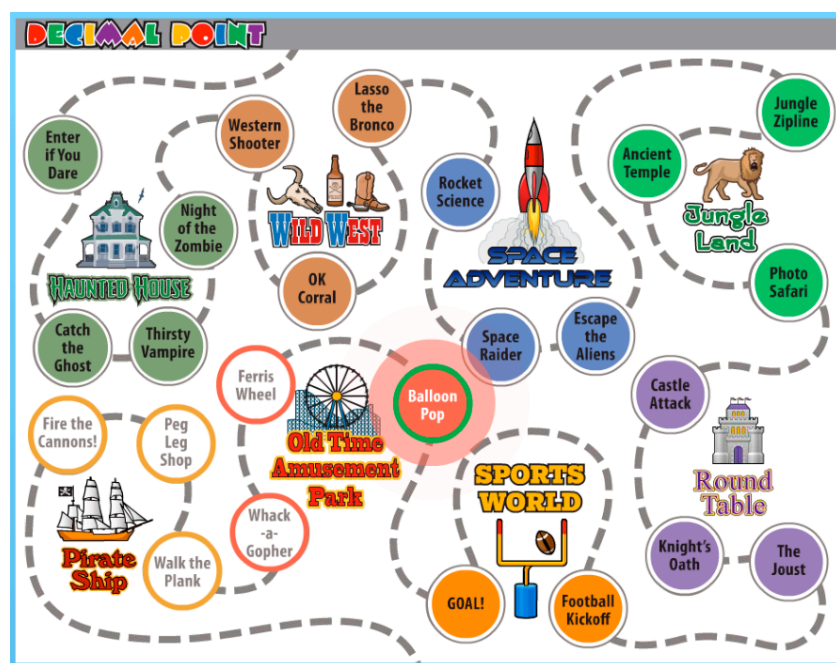 DECIMAL POINT
Enter
if You
Dare
Western
Shooter
Lasso
the
Bronco
Jungle
Zipline
Ancient
Temple
Rocket
Science
Night
of the
Zombie
WILD WEST
Jungle
Land
HAUNTED HOUSE
SPACE
ADVENTURE
OK
Corral
Photo
Safari
Catch
the
Ghost
Thirsty
Vampire
Space
Raider
Escape
the
Aliens
Ferris
Wheel
Balloon
Pop
Castle
Attack
Fire the
Cannons!
Peg
Leg
Shop
Old Time
Amusement
Park
SPORTS
WORLD
Round
Table
Whack
-a-
Gopher
Pirate
Ship
Walk the
Plank
Knight's
Oath
The
Joust
GOAL!
Football
Kickoff